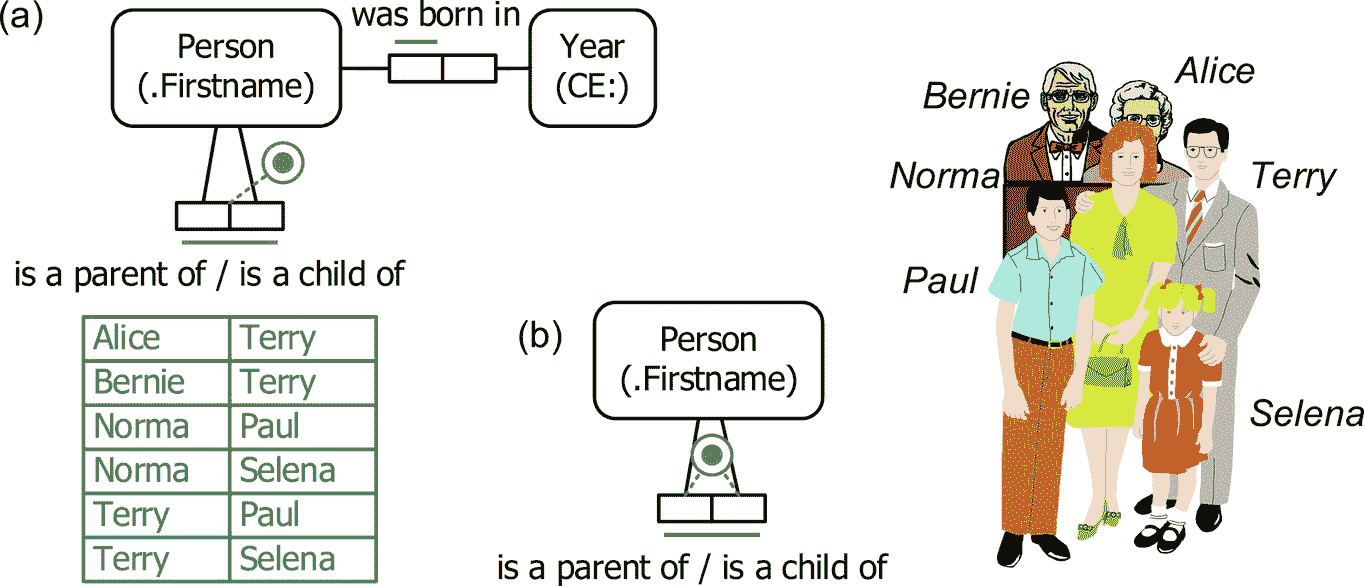 (a)
Person
(.Firstname)
was born in
Year
(CE:)
is a parent of / is a child of
Alice Terry
Bernie Terry
Norma Paul
Norma Selena
Terry Paul
Terry Selena
(b)
Person
(.Firstname)
is a parent of / is a child of
Bernie
Alice
Norma
Terry
Paul
Selena